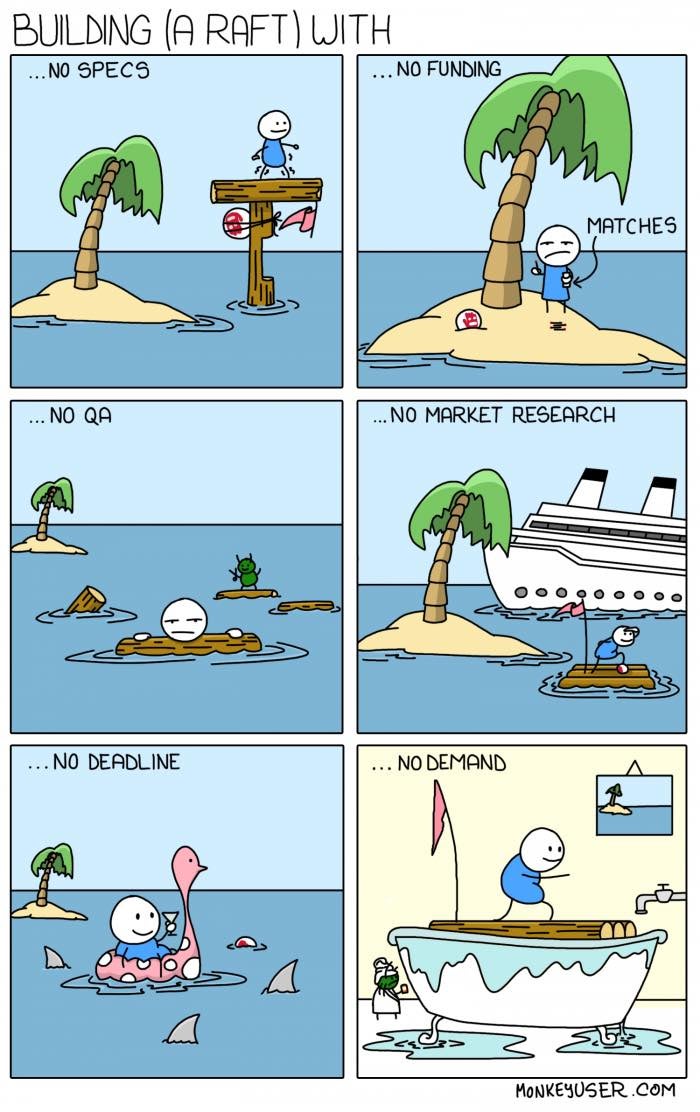 BUILDING (A RAFT) WITH
...NO SPECS
...NO FUNDING
MATCHES
...NO QA
...NO MARKET RESEARCH
...NO DEADLINE
...NO DEMAND
MONKEYUSER.COM